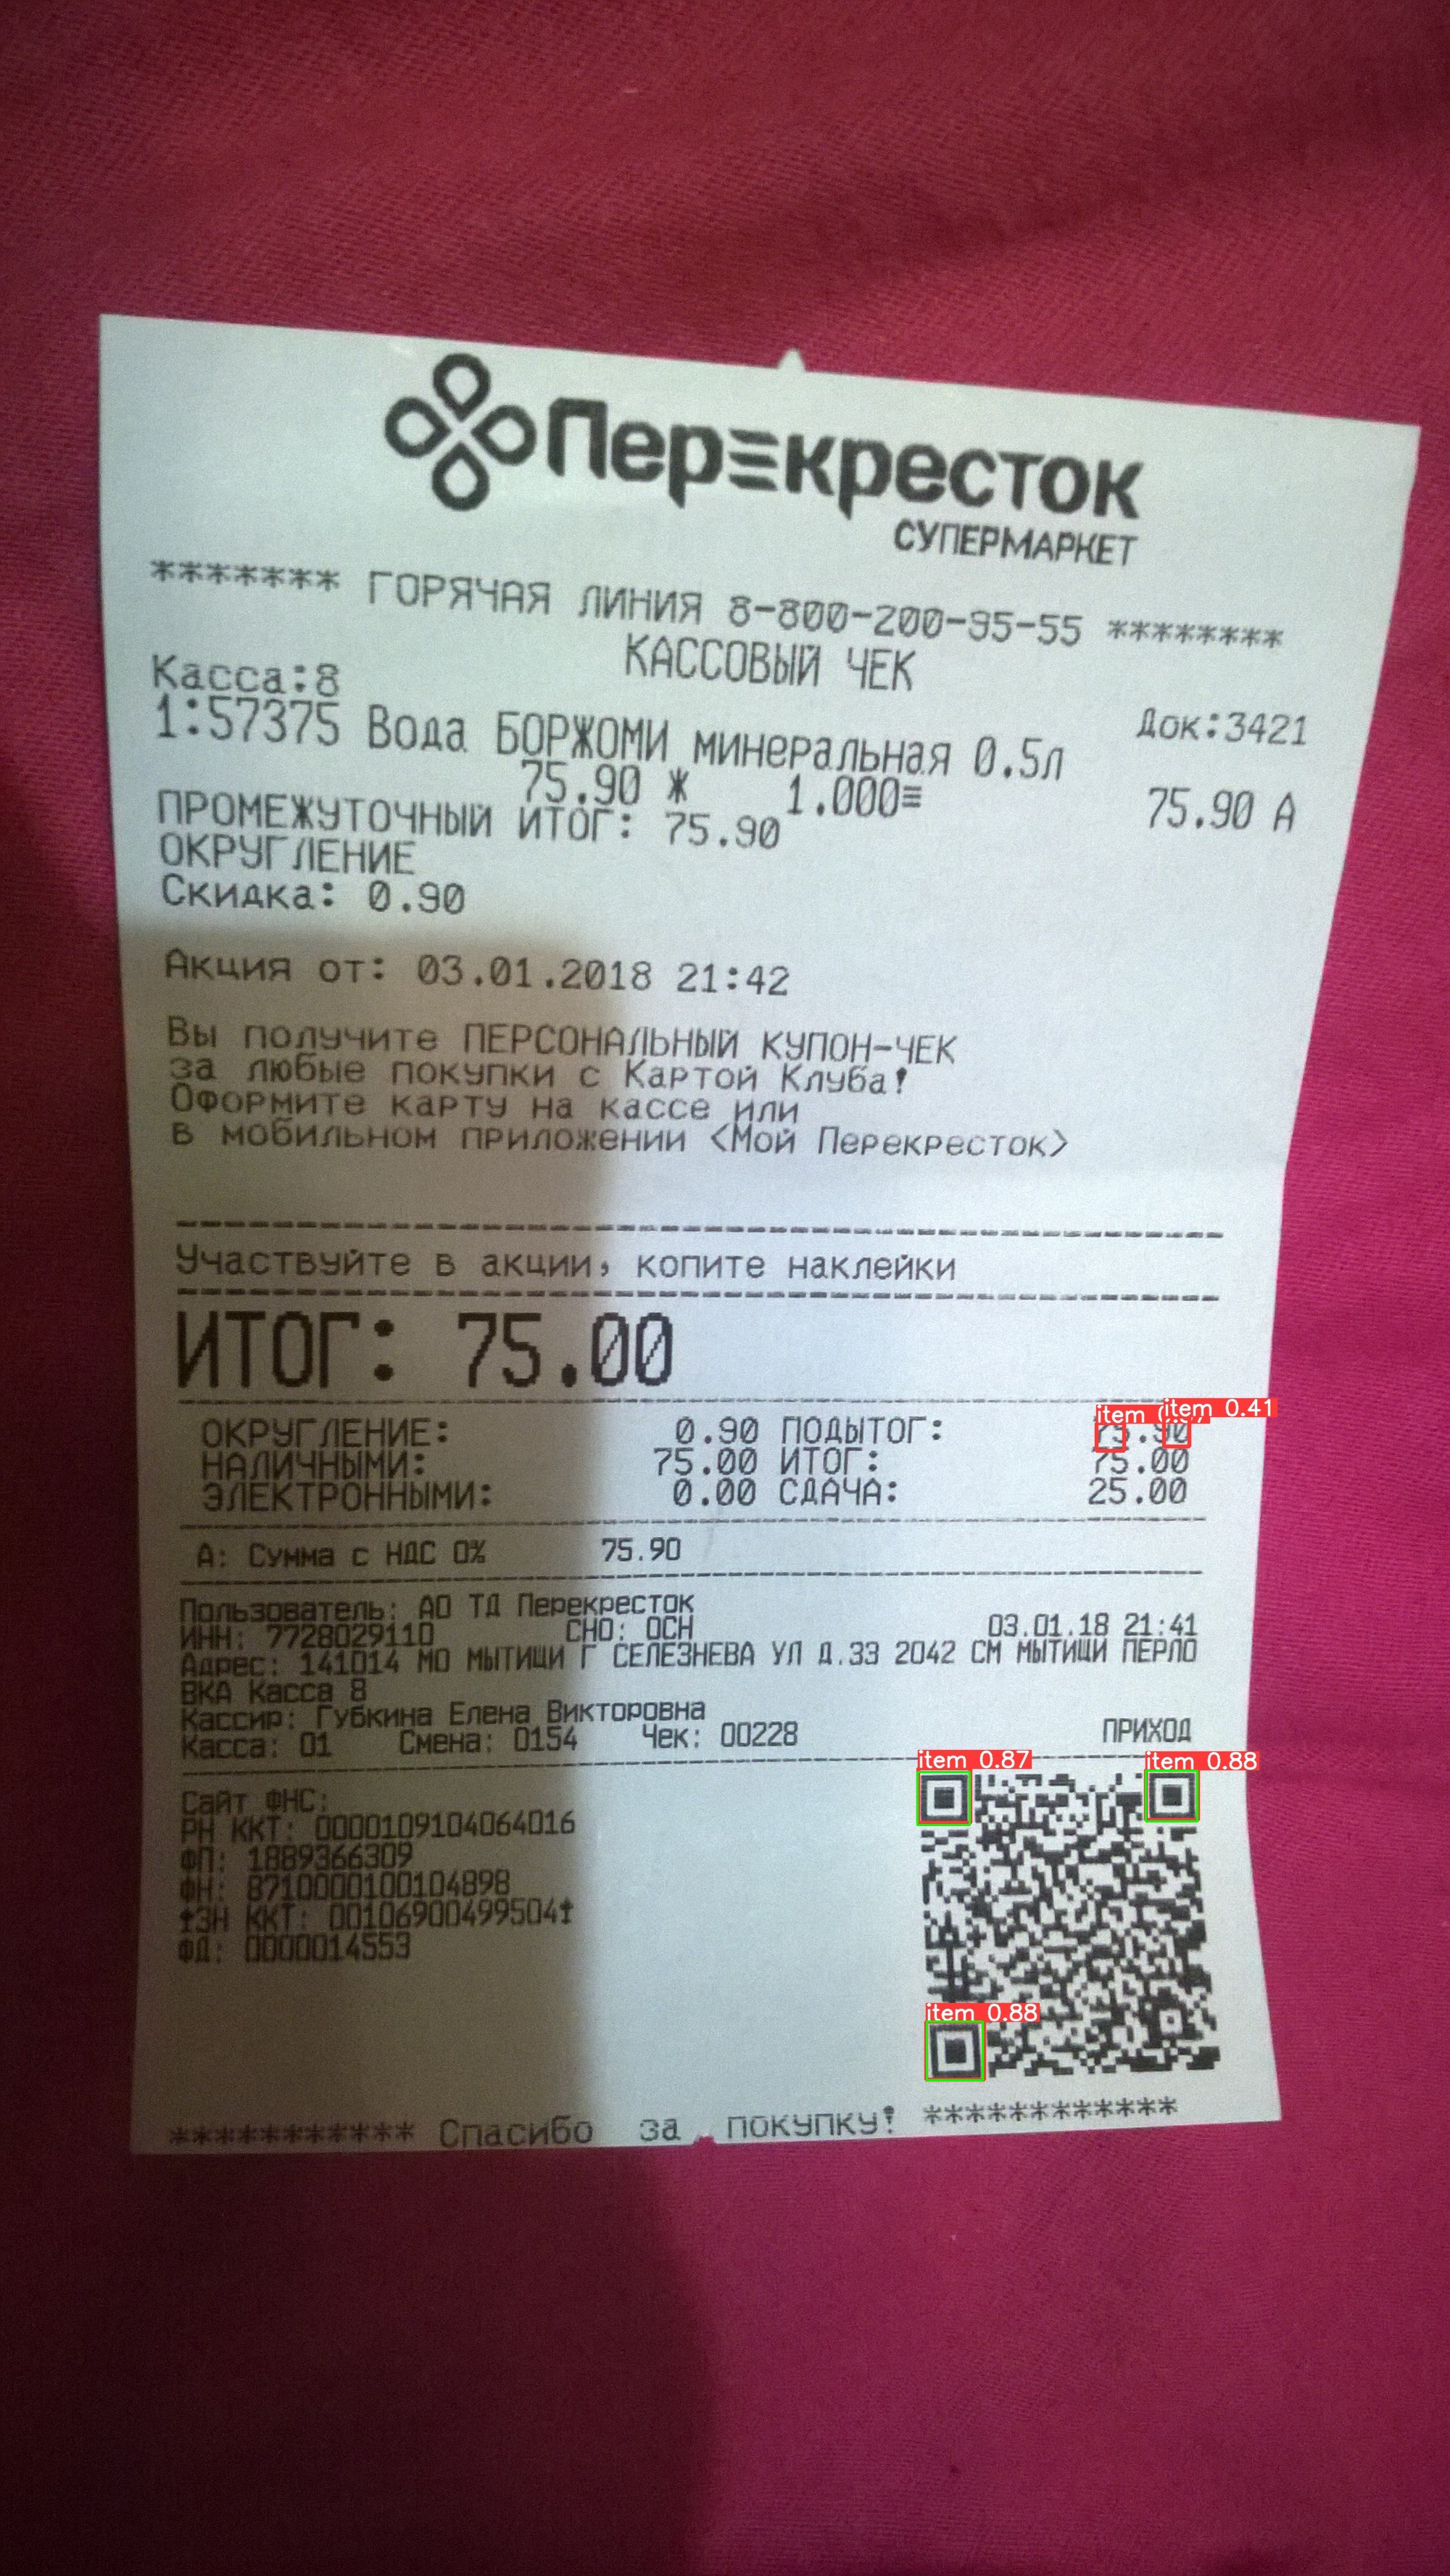 Перекресток
СУПЕРМАРКЕТ
******* ГОРЯЧАЯ ЛИНИЯ 8-800-200-95-55 ********
КАССОВЫЙ ЧЕК
Касса:8 Док:3421
1:57375 Вода БОРЖОМИ минеральная 0.5л
75.90 * 1.000= 75.90 А
ПРОМЕЖУТОЧНЫЙ ИТОГ: 75.90
ОКРУГЛЕНИЕ
Скидка: 0.90
Акция от: 03.01.2018 21:42
Вы получите ПЕРСОНАЛЬНЫЙ КУПОН-ЧЕК
за любые покупки с Картой Клуба!
Оформите карту на кассе или
в мобильном приложении <Мой Перекресток>
Участвуйте в акции, копите наклейки
ИТОГ: 75.00
item 0.41
item
ОКРУГЛЕНИЕ: 0.90 ПОДЫТОГ: 75.90
НАЛИЧНЫМИ: 75.00 ИТОГ: 75.00
ЭЛЕКТРОННЫМИ: 0.00 СДАЧА: 25.00
А: Сумма с НДС 0% 75.90
Пользователь: АО ТД Перекресток
ИНН: 7728029110 СНО: ОСН 03.01.18 21:41
Адрес: 141014 МО МЫТИЩИ Г СЕЛЕЗНЕВА УЛ Д.33 2042 СМ МЫТИЩИ ПЕРЛО
ВКА Касса 8
Кассир: Губкина Елена Викторовна
Касса: 01 Смена: 0154 Чек: 00228 ПРИХОД
item 0.87 item 0.88
Сайт ФНС:
РН ККТ: 0000109104064016
ФП: 1889366309
ФН: 8710000100104898
↑ЗН ККТ: 00106900499504↑
ФД: 0000014553
item 0.88
*********** Спасибо за покупку! ************